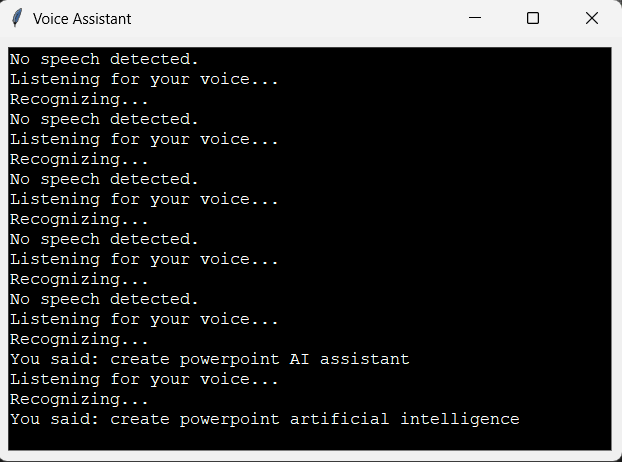 Voice Assistant
No speech detected.
Listening for your voice...
Recognizing...
No speech detected.
Listening for your voice...
Recognizing...
No speech detected.
Listening for your voice...
Recognizing...
No speech detected.
Listening for your voice...
Recognizing...
No speech detected.
Listening for your voice...
Recognizing...
You said: create powerpoint AI assistant
Listening for your voice...
Recognizing...
You said: create powerpoint artificial intelligence